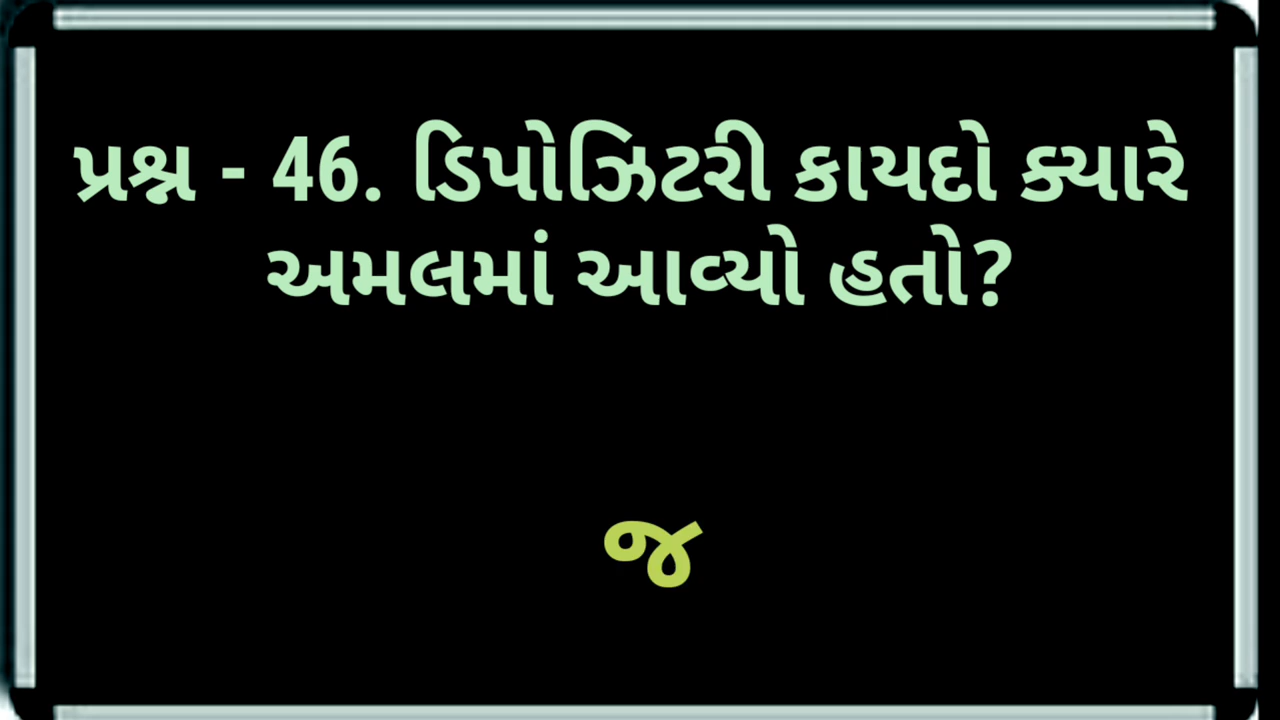 પ્રશ્ન - 46. ડિપોઝિટરી કાયદો ક્યારે
અમલમાં આવ્યો હતો?
જ